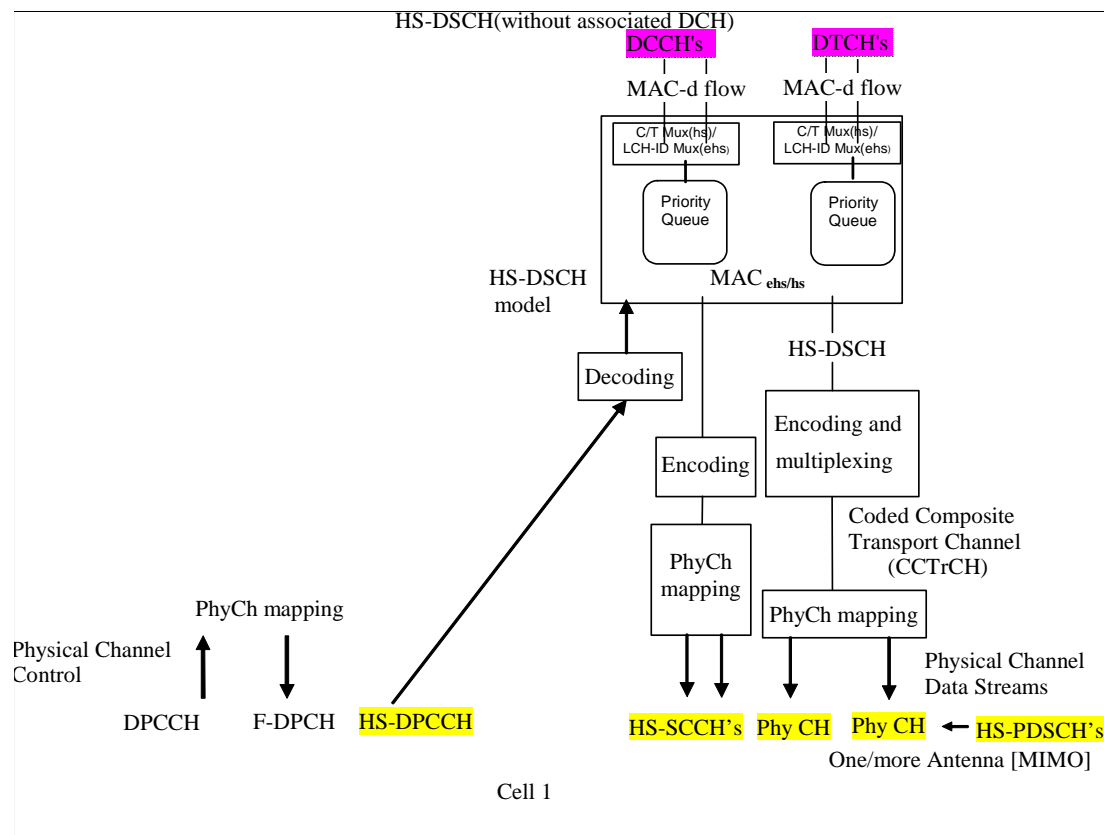 HS-DSCH(without associated DCH)
DCCH's
DTCH's
MAC-d flow
MAC-d flow
C/T Mux(hs)/
LCH-ID Mux(ehs)
C/T Mux(hs)/
LCH-ID Mux(ehs)
Priority
Queue
Priority
Queue
HS-DSCH
model
MAC ehs/hs
HS-DSCH
Decoding
Encoding and
multiplexing
Encoding
Coded Composite
Transport Channel
(CCTrCH)
PhyCh
mapping
PhyCh mapping
PhyCh mapping
Physical Channel
Control
Physical Channel
Data Streams
DPCCH
F-DPCH
HS-DPCCH
HS-SCCH’s
Phy CH
Phy CH
HS-PDSCH’s
One/more Antenna [MIMO]
Cell 1